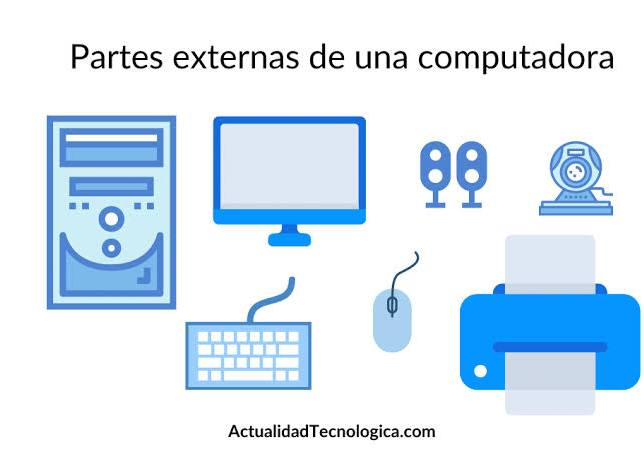 Partes externas de una computadora
ActualidadTecnologica.com